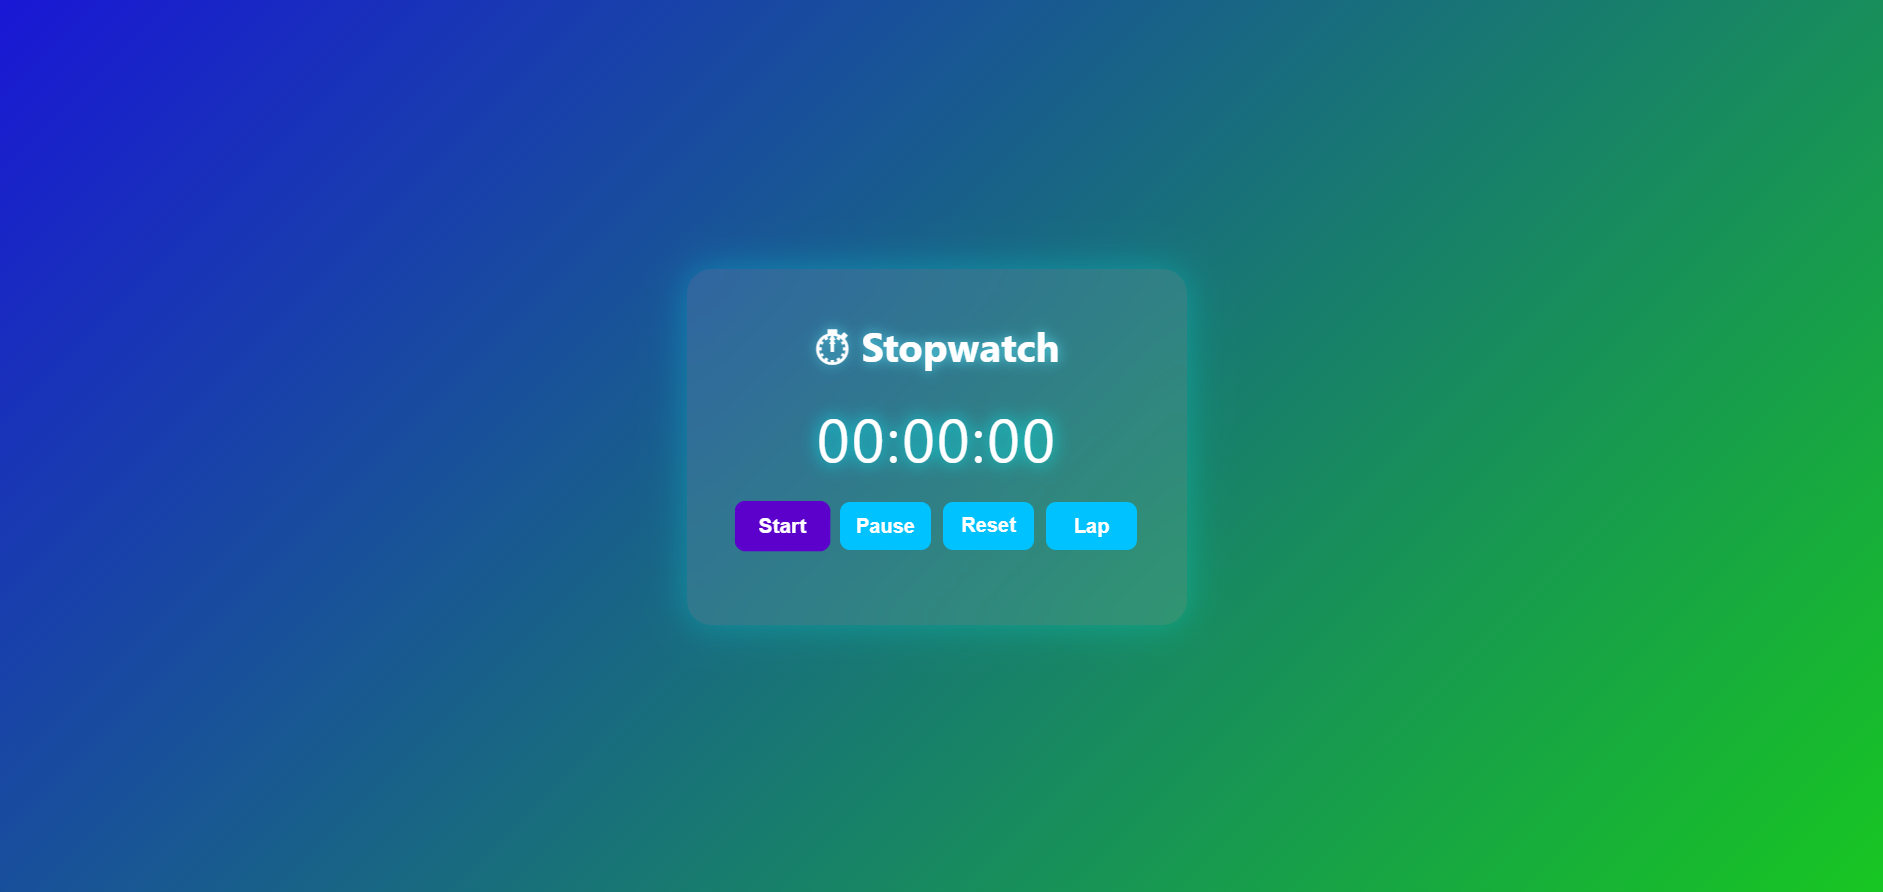 ⏱ Stopwatch
00:00:00
Start Pause Reset Lap